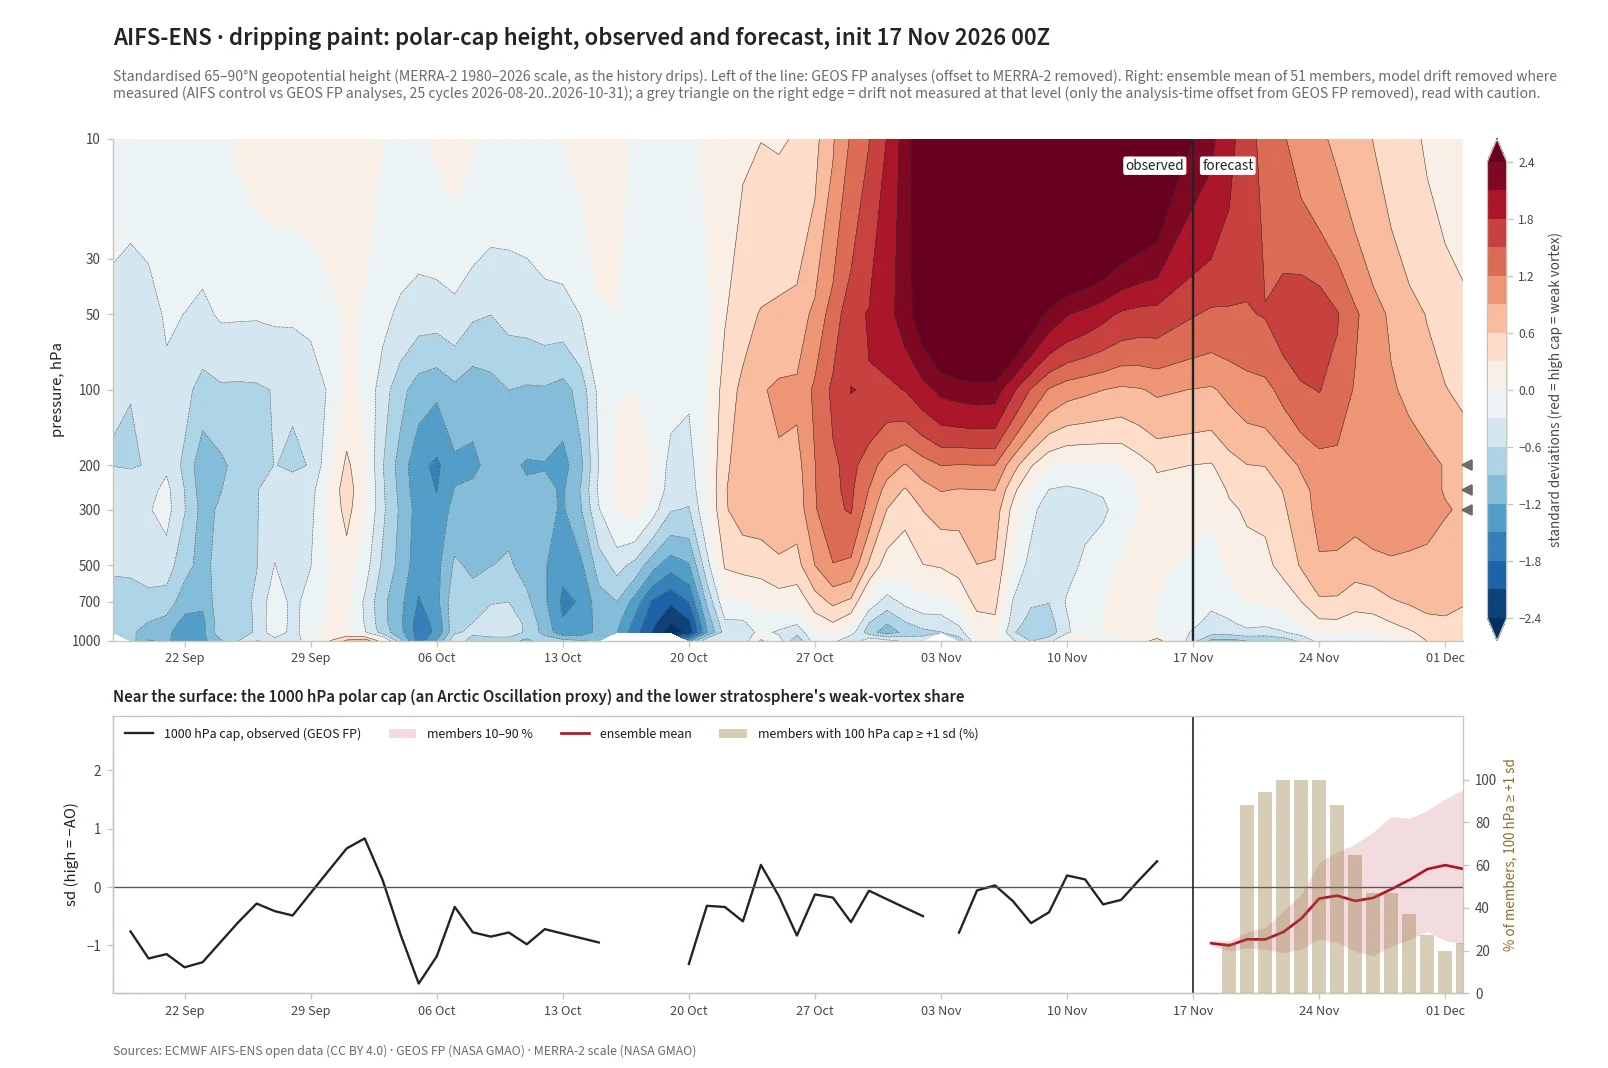 AIFS-ENS · dripping paint: polar-cap height, observed and forecast, init 17 Nov 2026 00Z
Standardised 65–90°N geopotential height (MERRA-2 1980–2026 scale, as the history drips). Left of the line: GEOS FP analyses (offset to MERRA-2 removed). Right: ensemble mean of 51 members, model drift removed where
measured (AIFS control vs GEOS FP analyses, 25 cycles 2026-08-20..2026-10-31); a grey triangle on the right edge = drift not measured at that level (only the analysis-time offset from GEOS FP removed), read with caution.
pressure, hPa
10
30
50
100
200
300
500
700
1000
observed
forecast
22 Sep
29 Sep
06 Oct
13 Oct
20 Oct
27 Oct
03 Nov
10 Nov
17 Nov
24 Nov
01 Dec
2.4
1.8
1.2
0.6
0.0
−0.6
−1.2
−1.8
−2.4
standard deviations (red = high cap = weak vortex)
Near the surface: the 1000 hPa polar cap (an Arctic Oscillation proxy) and the lower stratosphere's weak-vortex share
1000 hPa cap, observed (GEOS FP)
members 10–90 %
ensemble mean
members with 100 hPa cap ≥ +1 sd (%)
sd (high = −AO)
2
1
0
−1
100
80
60
40
20
0
% of members, 100 hPa ≥ +1 sd
22 Sep
29 Sep
06 Oct
13 Oct
20 Oct
27 Oct
03 Nov
10 Nov
17 Nov
24 Nov
01 Dec
Sources: ECMWF AIFS-ENS open data (CC BY 4.0) · GEOS FP (NASA GMAO) · MERRA-2 scale (NASA GMAO)